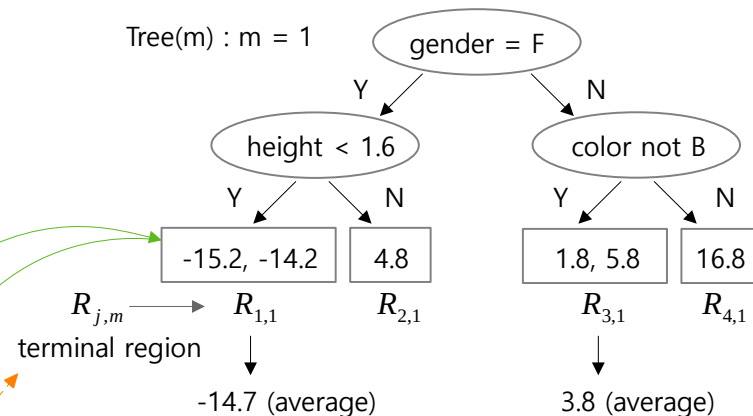 Tree(m) : m = 1
gender = F
Y N
height < 1.6 color not B
Y N Y N
-15.2, -14.2 4.8 1.8, 5.8 16.8
R_{j,m} R_{1,1} R_{2,1} R_{3,1} R_{4,1}
terminal region
-14.7 (average) 3.8 (average)